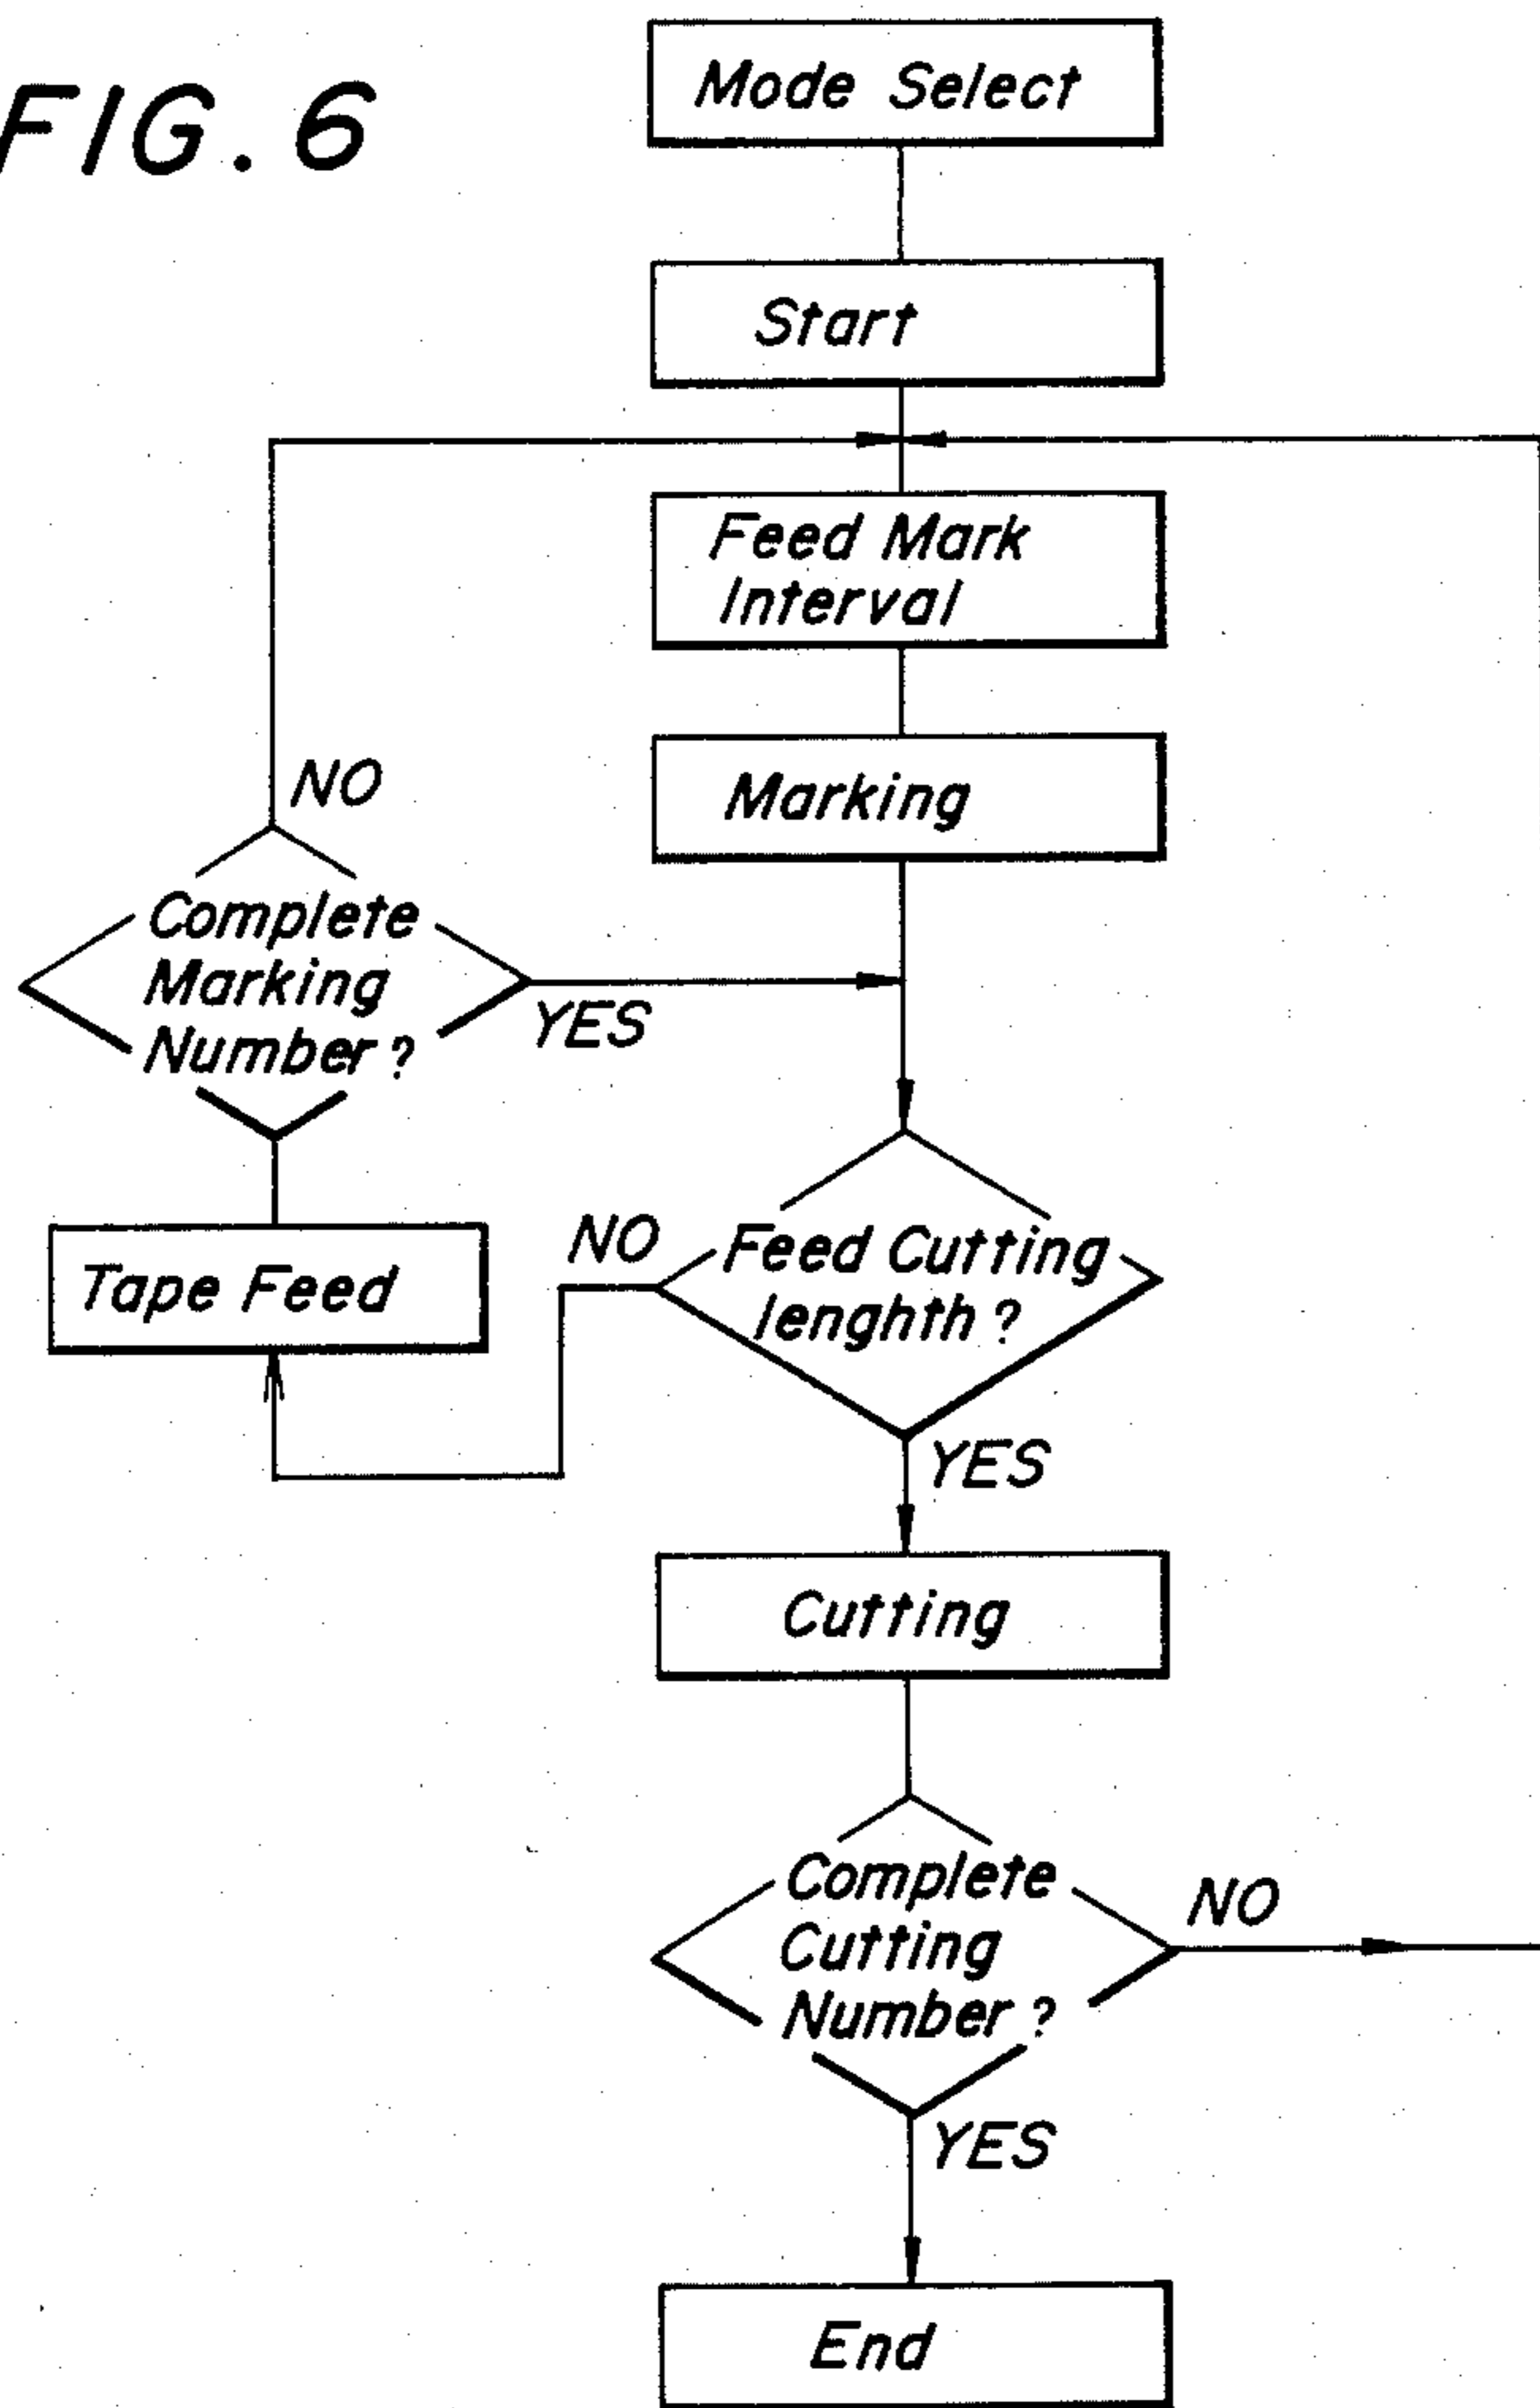 FIG. 6
Mode Select
Start
Feed Mark
Interval
Marking
NO
Complete
Marking
Number?
YES
Tape Feed
NO
Feed Cutting
lenghth?
YES
Cutting
Complete
Cutting
Number?
NO
YES
End